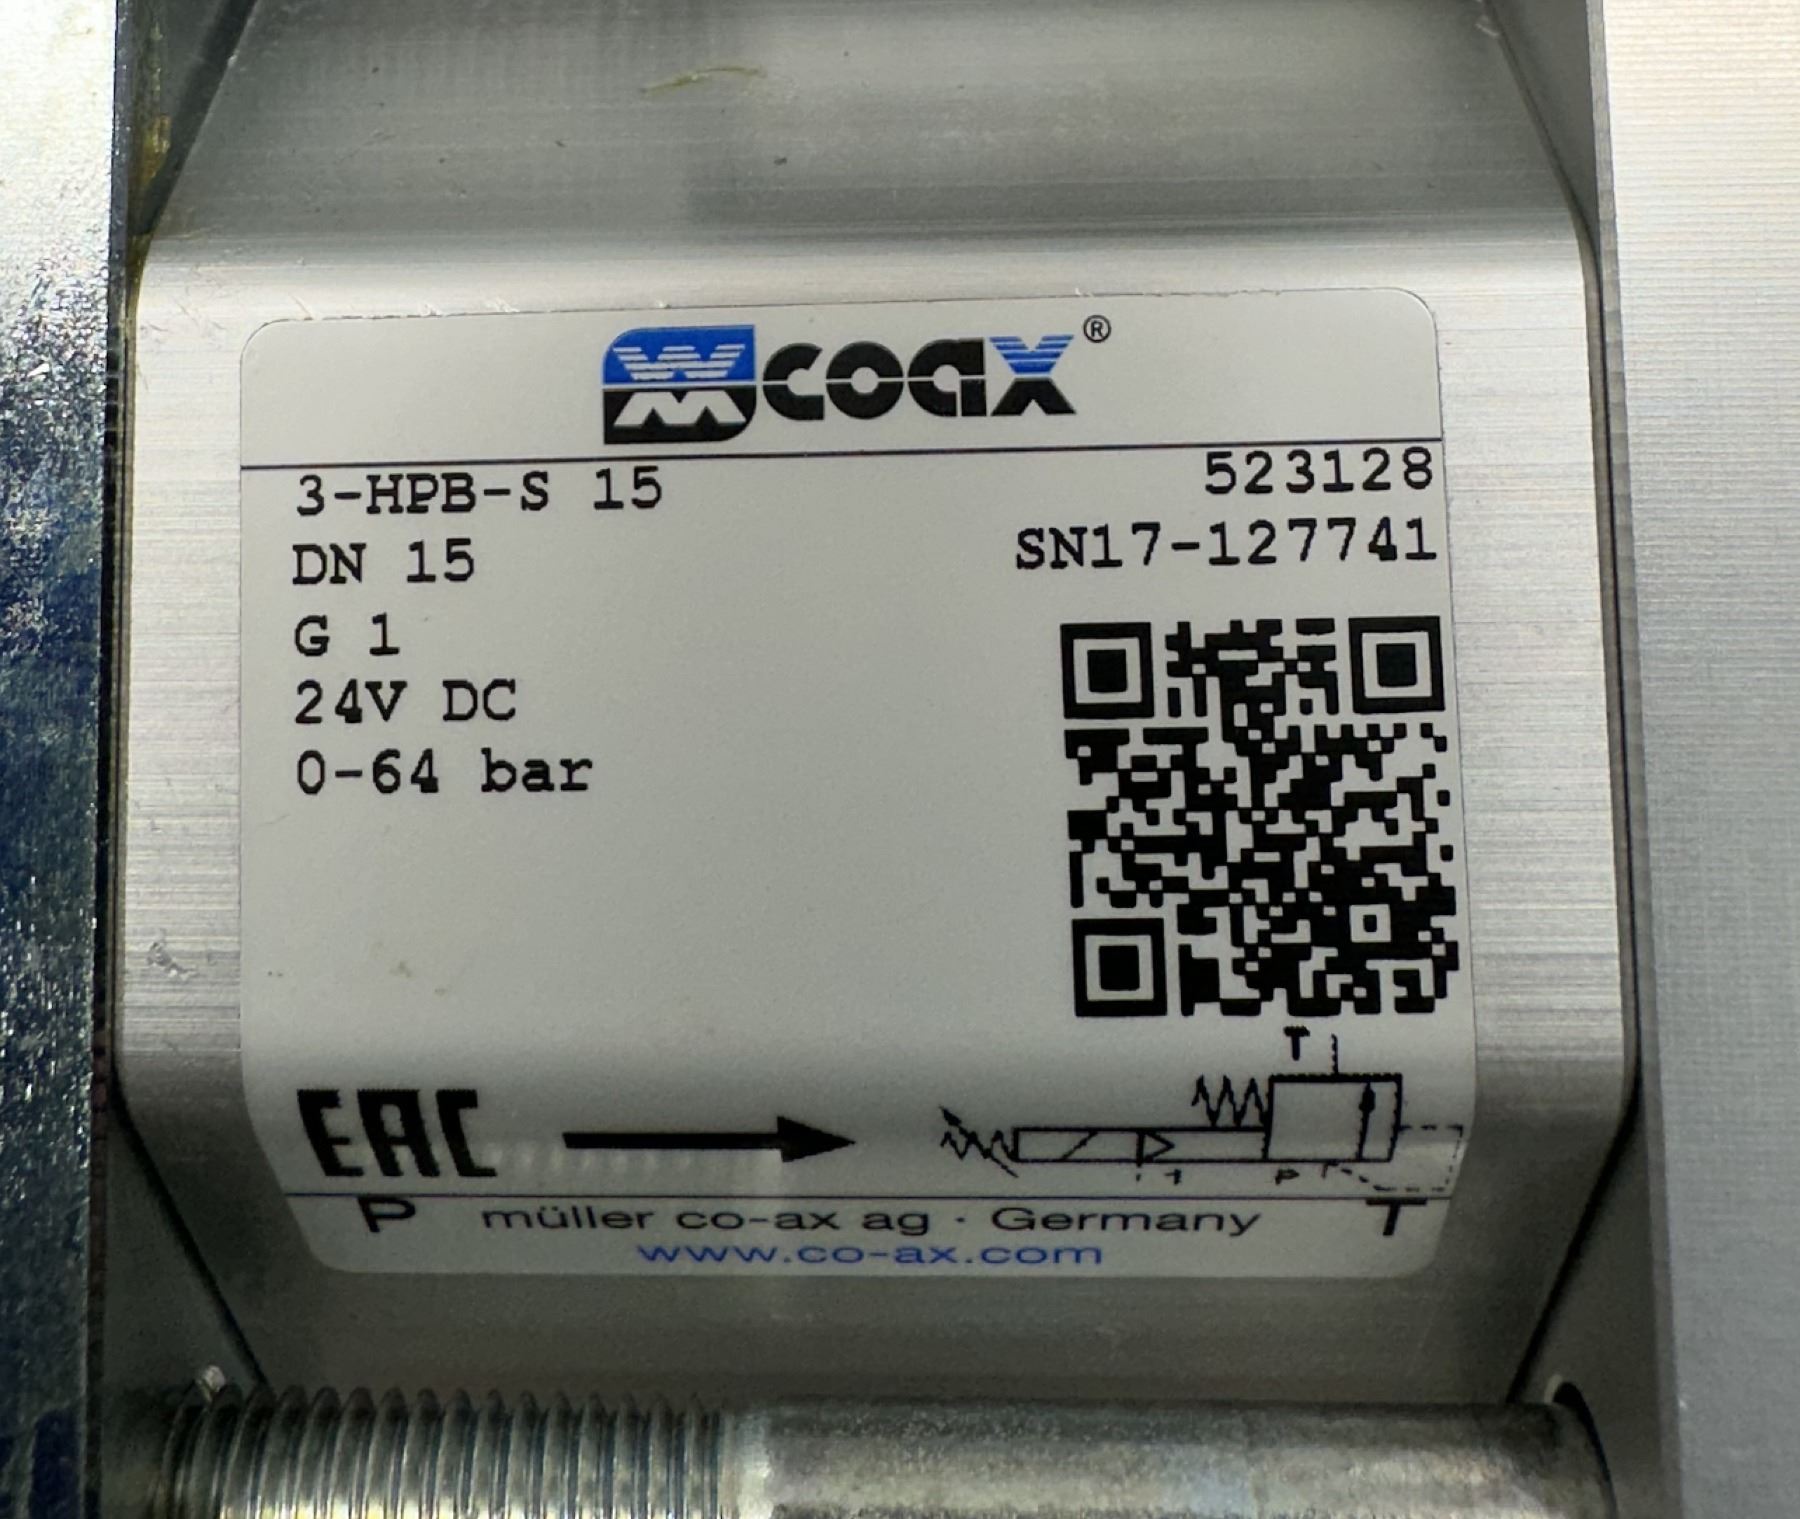 coax®
3-HPB-S 15
523128
DN 15
SN17-127741
G 1
24V DC
0-64 bar
T
EAC
1
P
P
müller co-ax ag · Germany
T
www.co-ax.com